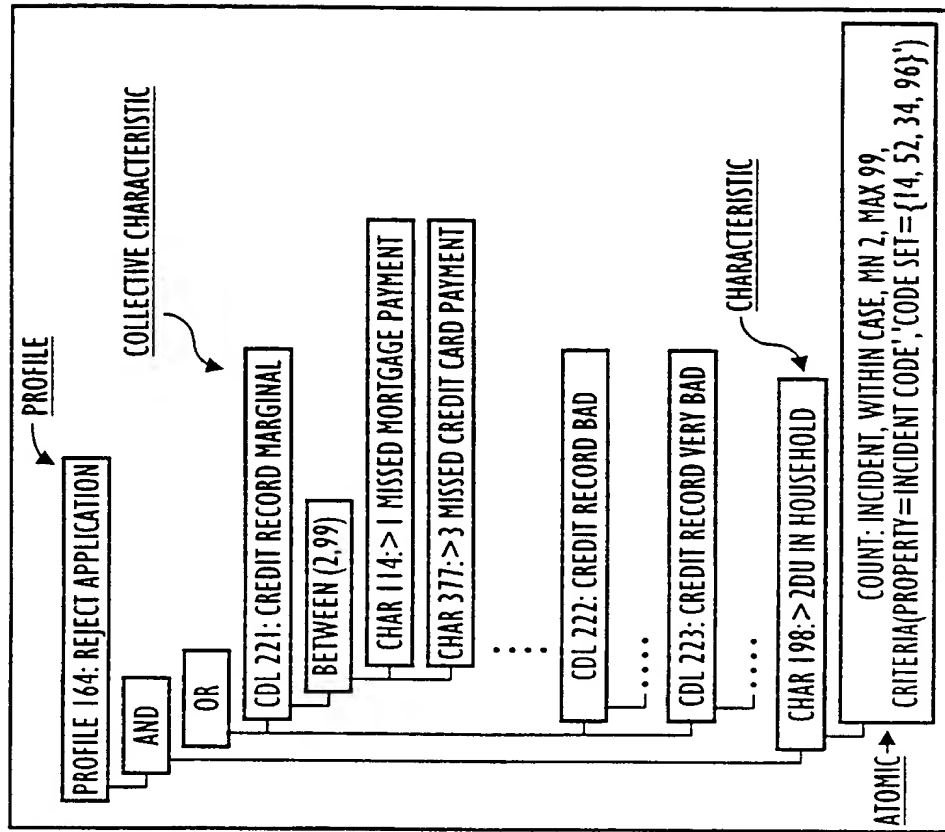 PROFILE
PROFILE 164: REJECT APPLICATION
AND
OR
COLLECTIVE CHARACTERISTIC
CDL 221: CREDIT RECORD MARGINAL
BETWEEN (2,99)
CHAR 114:> 1 MISSED MORTGAGE PAYMENT
CHAR 377:> 3 MISSED CREDIT CARD PAYMENT
....
CDL 222: CREDIT RECORD BAD
.....
CDL 223: CREDIT RECORD VERY BAD
.....
CHARACTERISTIC
CHAR 198:> 2DU IN HOUSEHOLD
ATOMIC
COUNT: INCIDENT, WITHIN CASE, MN 2, MAX 99,
CRITERIA(PROPERTY=INCIDENT CODE','CODE SET={14, 52, 34, 96}')